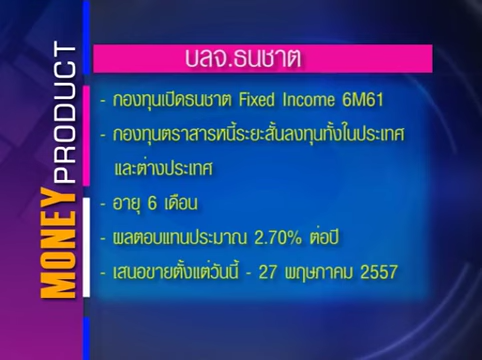 บลจ.ธนชาต
- กองทุนเปิดธนชาต Fixed Income 6M61
- กองทุนตราสารหนี้ระยะสั้นลงทุนทั้งในประเทศ
และต่างประเทศ
- อายุ 6 เดือน
- ผลตอบแทนประมาณ 2.70% ต่อปี
- เสนอขายตั้งแต่วันนี้ - 27 พฤษภาคม 2557
MONEY PRODUCT